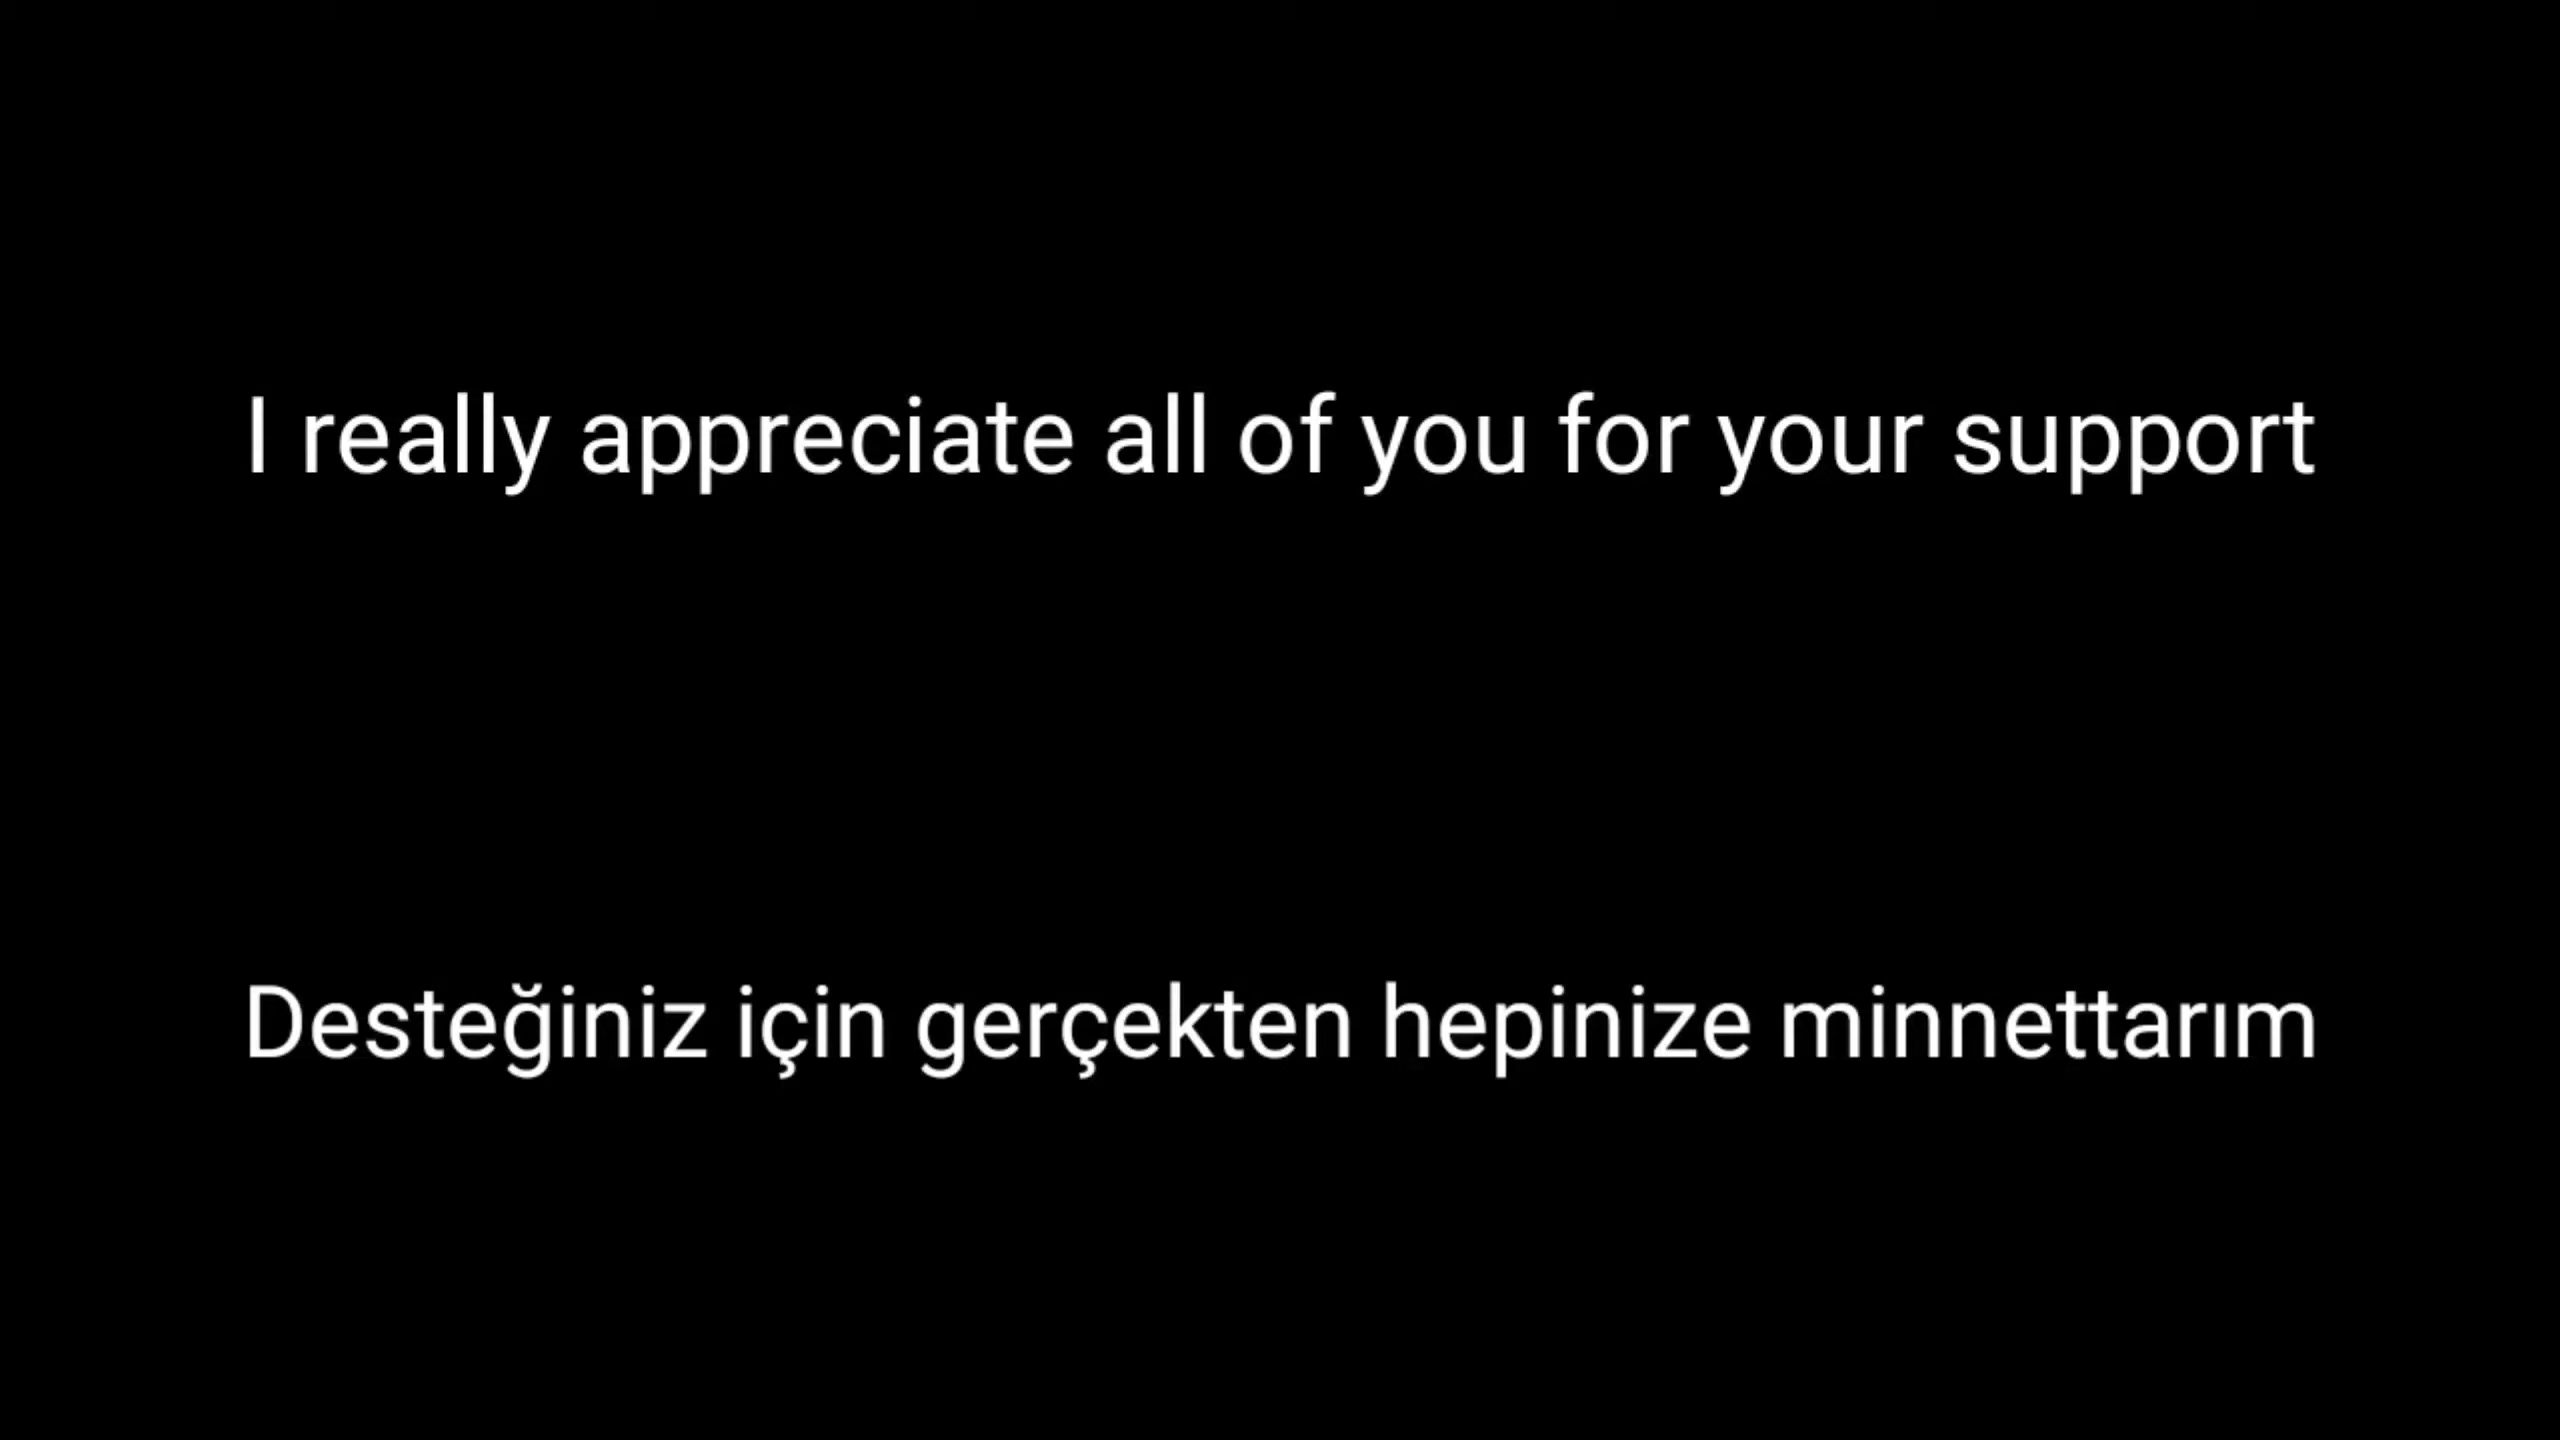 I really appreciate all of you for your support
Desteğiniz için gerçekten hepinize minnettarım